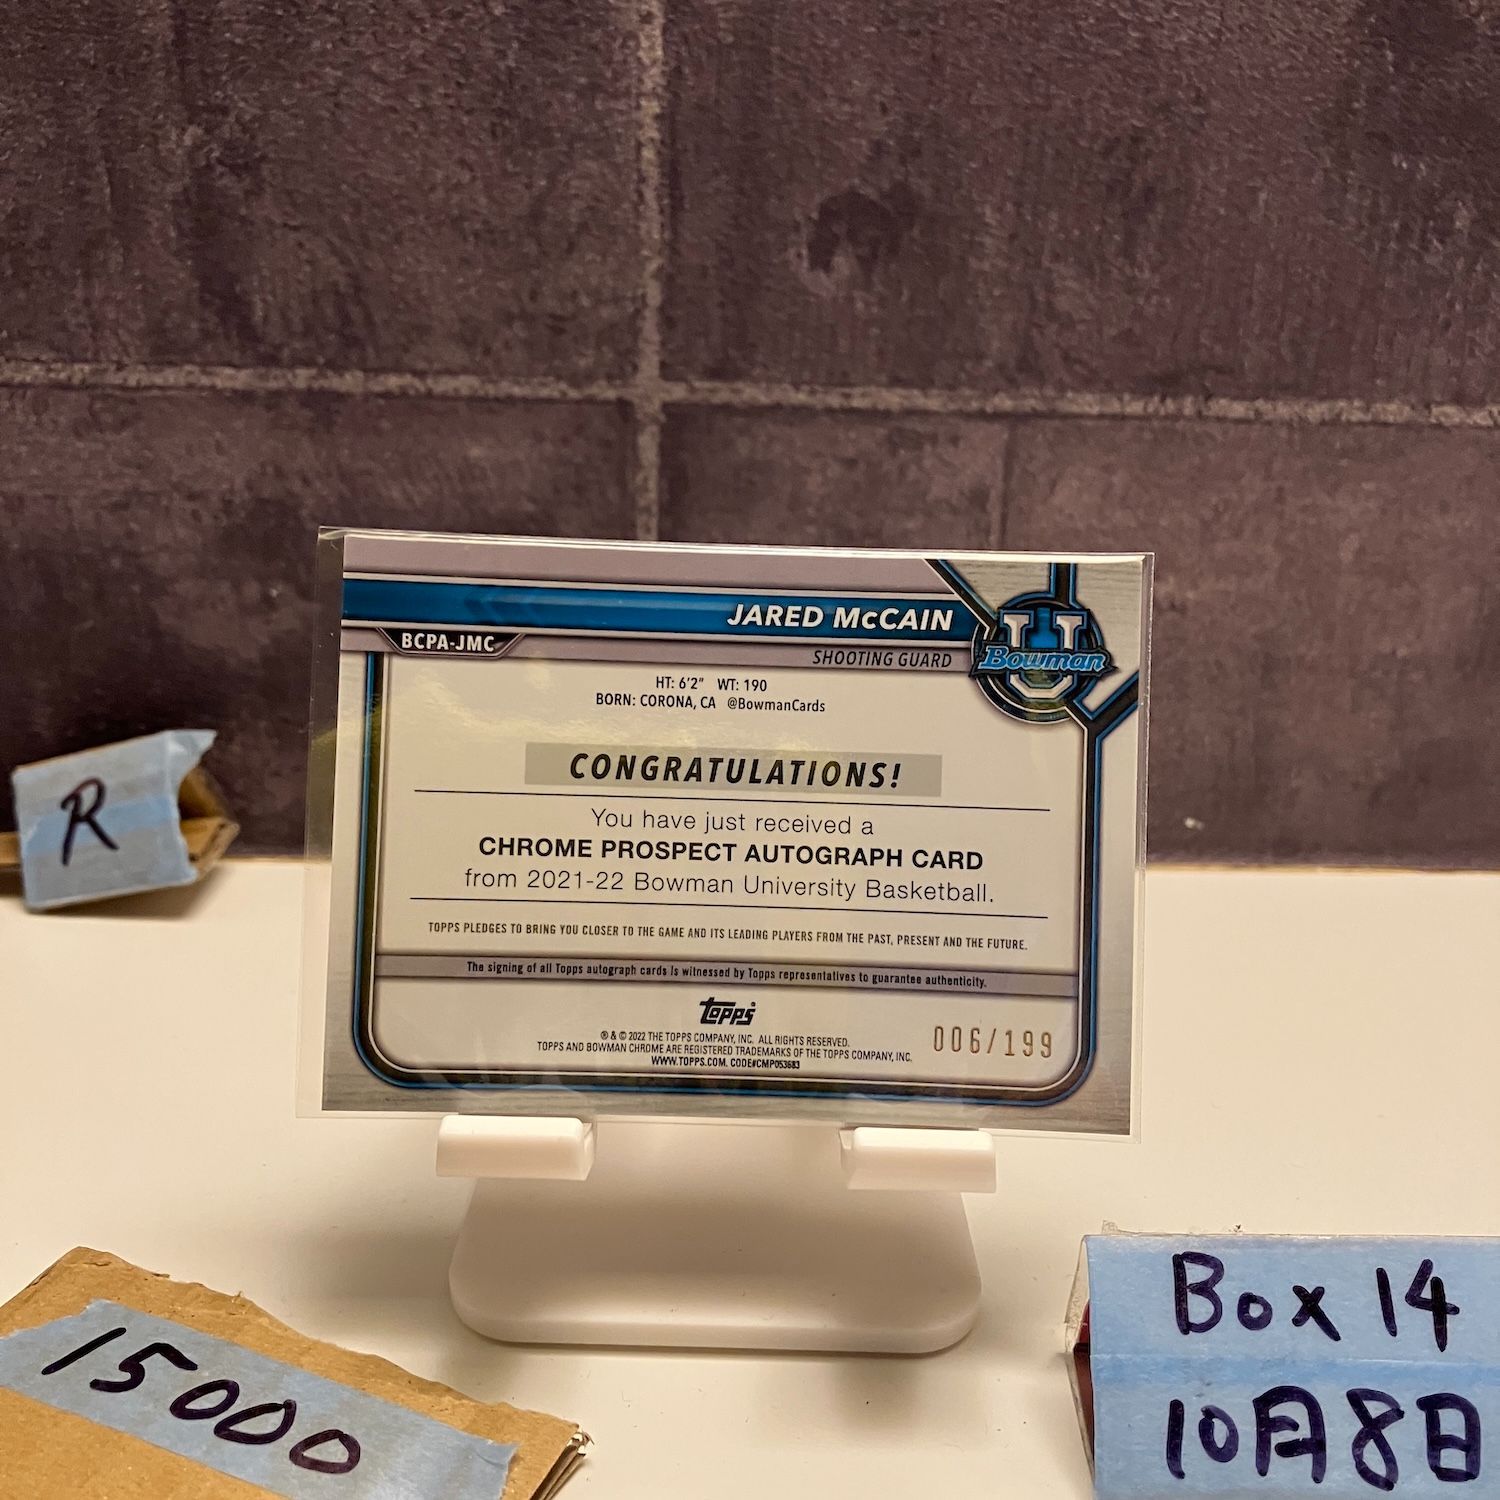 JARED McCAIN
BCPA-JMC
SHOOTING GUARD
U
Bowman
HT: 6'2" WT: 190
BORN: CORONA, CA @BowmanCards
CONGRATULATIONS!
You have just received a
CHROME PROSPECT AUTOGRAPH CARD
from 2021-22 Bowman University Basketball.
TOPPS PLEDGES TO BRING YOU CLOSER TO THE GAME AND ITS LEADING PLAYERS FROM THE PAST, PRESENT AND THE FUTURE.
The signing of all Topps autograph cards is witnessed by Topps representatives to guarantee authenticity.
topps
® & © 2022 THE TOPPS COMPANY, INC. ALL RIGHTS RESERVED.
TOPPS AND BOWMAN CHROME ARE REGISTERED TRADEMARKS OF THE TOPPS COMPANY, INC.
WWW.TOPPS.COM. CODE#CMP053683
006/199
R
15000
Box 14
10月8日